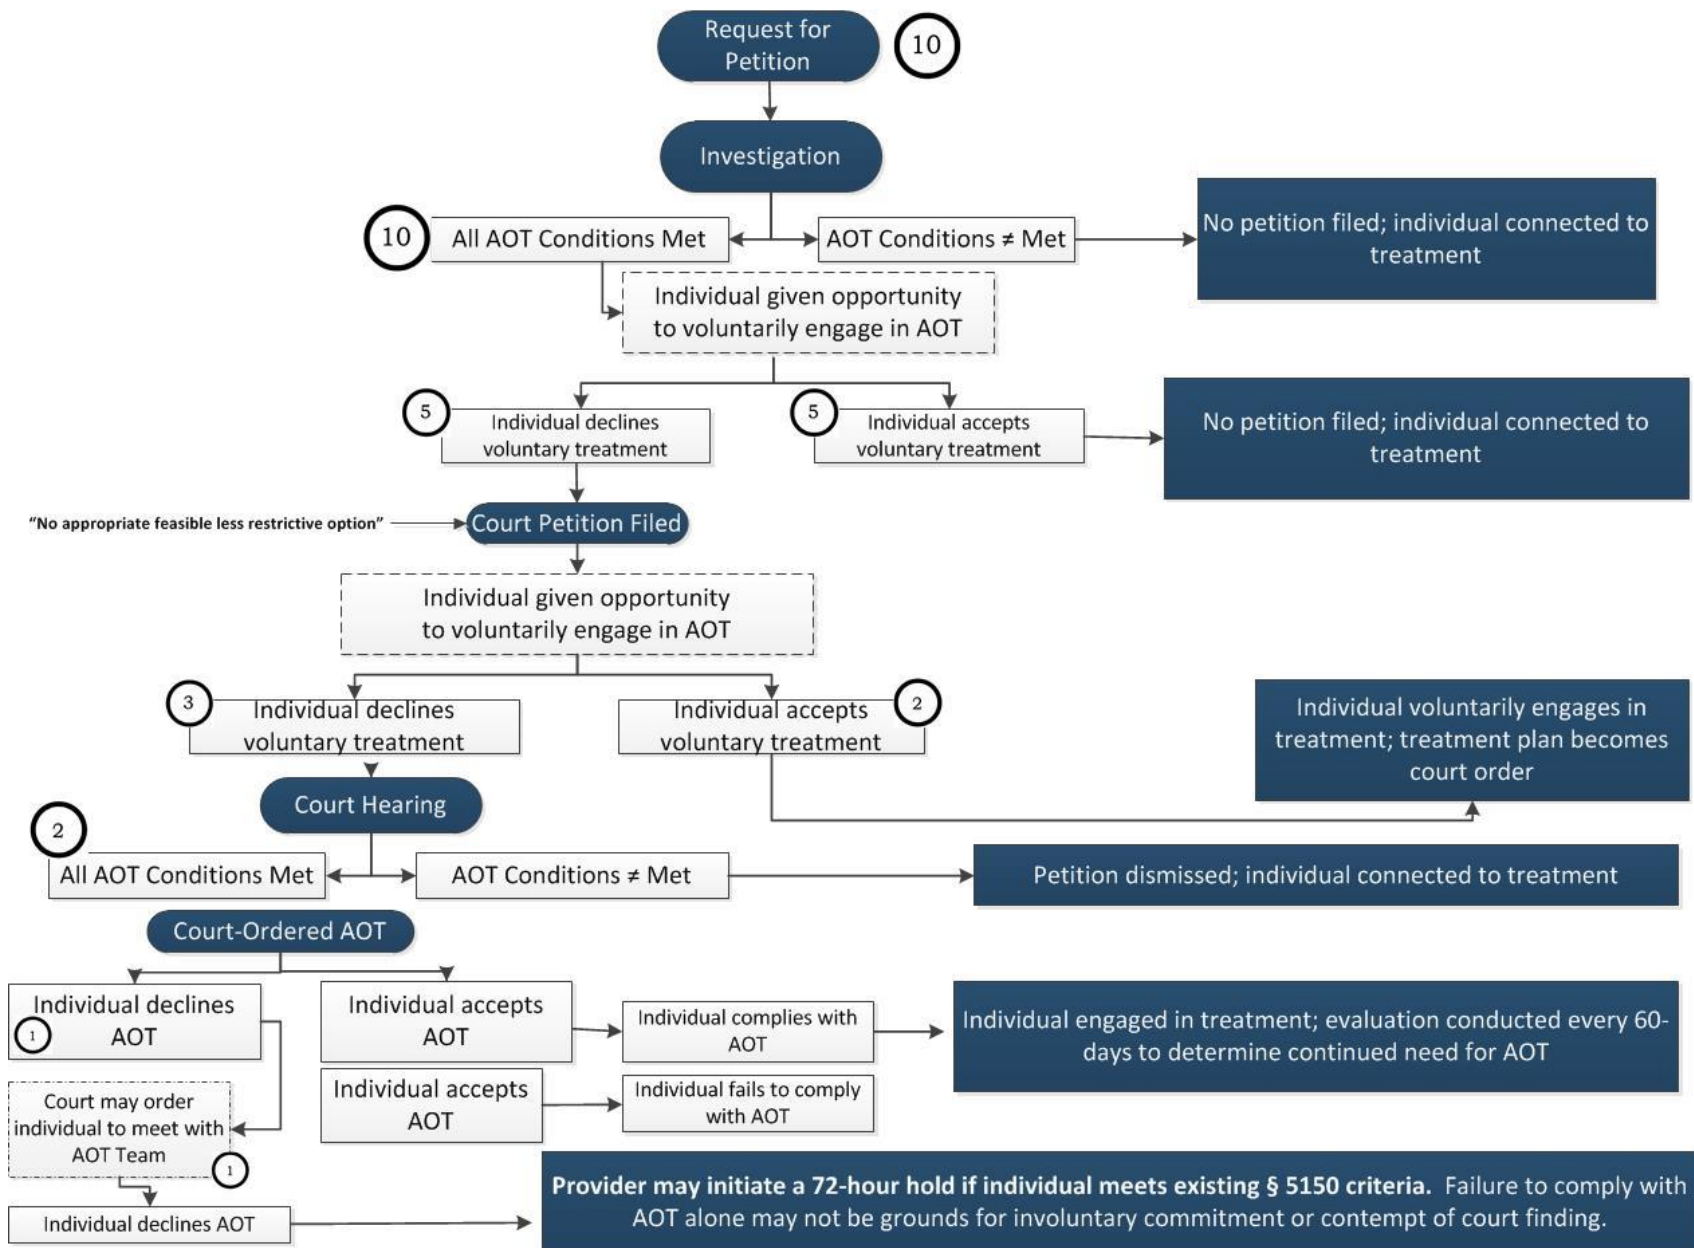 Request for
Petition
10
Investigation
10
All AOT Conditions Met
AOT Conditions ≠ Met
No petition filed; individual connected to
treatment
Individual given opportunity
to voluntarily engage in AOT
5
Individual declines
voluntary treatment
5
Individual accepts
voluntary treatment
No petition filed; individual connected to
treatment
“No appropriate feasible less restrictive option”
Court Petition Filed
Individual given opportunity
to voluntarily engage in AOT
3
Individual declines
voluntary treatment
Individual accepts
voluntary treatment
2
Individual voluntarily engages in
treatment; treatment plan becomes
court order
Court Hearing
2
All AOT Conditions Met
AOT Conditions ≠ Met
Petition dismissed; individual connected to treatment
Court-Ordered AOT
Individual declines
AOT
1
Individual accepts
AOT
Individual complies with
AOT
Individual engaged in treatment; evaluation conducted every 60-
days to determine continued need for AOT
Individual accepts
AOT
Individual fails to comply
with AOT
Court may order
individual to meet with
AOT Team
1
Individual declines AOT
Provider may initiate a 72-hour hold if individual meets existing § 5150 criteria. Failure to comply with
AOT alone may not be grounds for involuntary commitment or contempt of court finding.